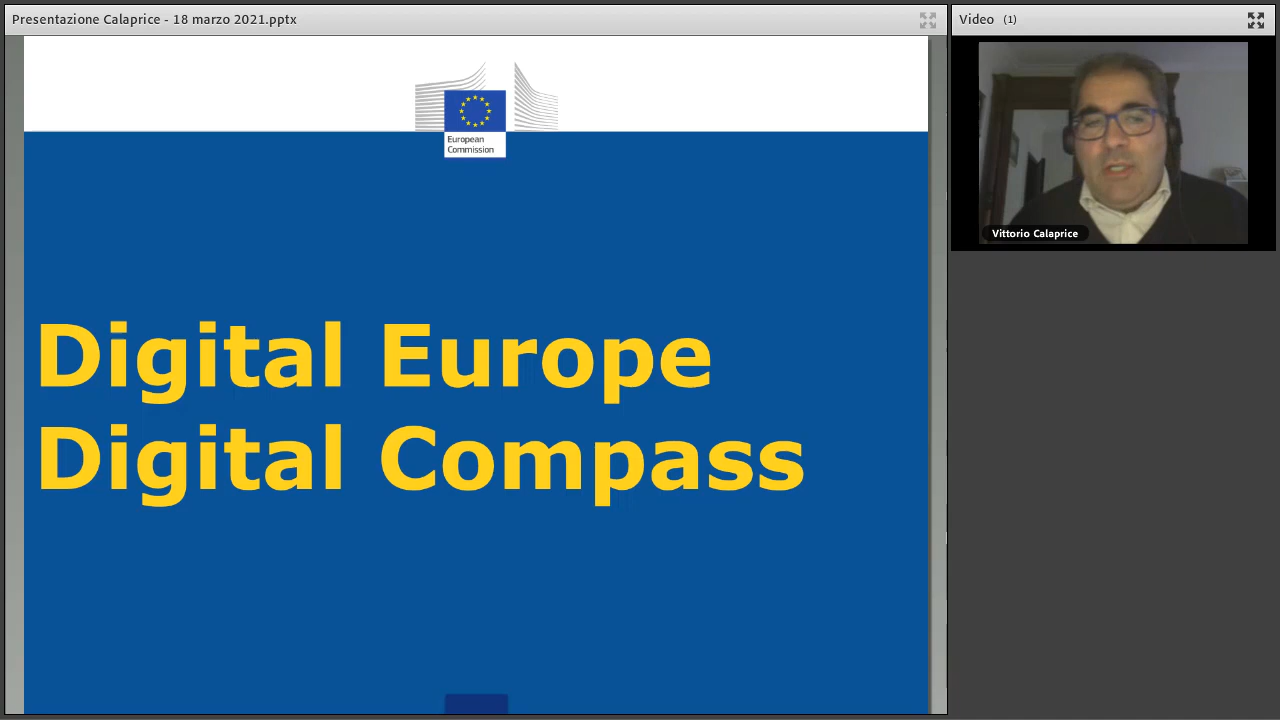 Presentazione Calaprice - 18 marzo 2021.pptx
Video (1)
European
Commission
Vittorio Calaprice
Digital Europe
Digital Compass